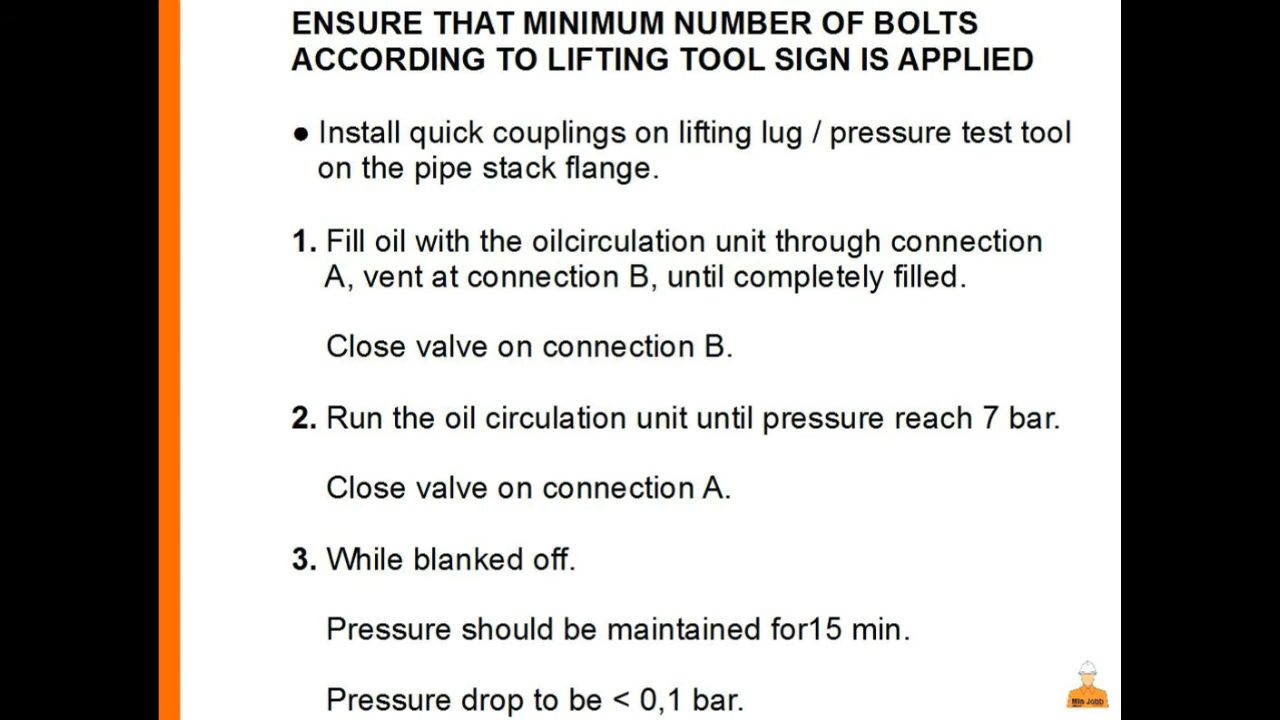 ENSURE THAT MINIMUM NUMBER OF BOLTS
ACCORDING TO LIFTING TOOL SIGN IS APPLIED
● Install quick couplings on lifting lug / pressure test tool
on the pipe stack flange.
1. Fill oil with the oilcirculation unit through connection
A, vent at connection B, until completely filled.
Close valve on connection B.
2. Run the oil circulation unit until pressure reach 7 bar.
Close valve on connection A.
3. While blanked off.
Pressure should be maintained for15 min.
Pressure drop to be < 0,1 bar.
Min Jobb